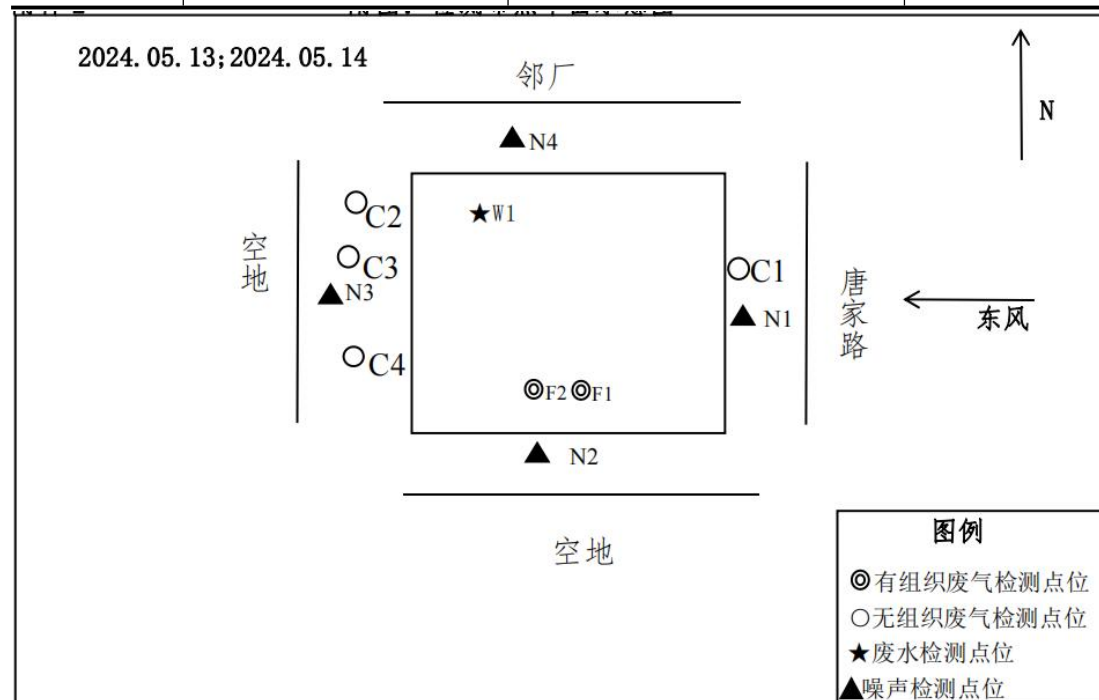 2024.05.13;2024.05.14
邻厂
N
N4
C2
W1
空地
C3
C1
唐家路
N3
N1
东风
C4
F2
F1
N2
空地
图例
有组织废气检测点位
无组织废气检测点位
废水检测点位
噪声检测点位